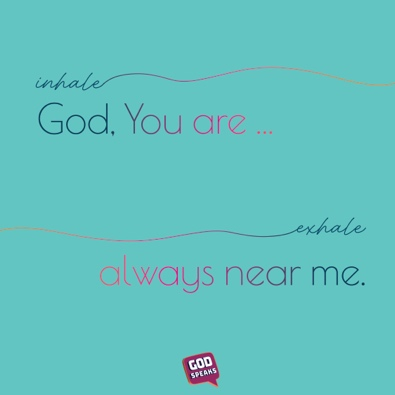 inhale
God, You are ...
exhale
always near me.
GOD
SPEAKS